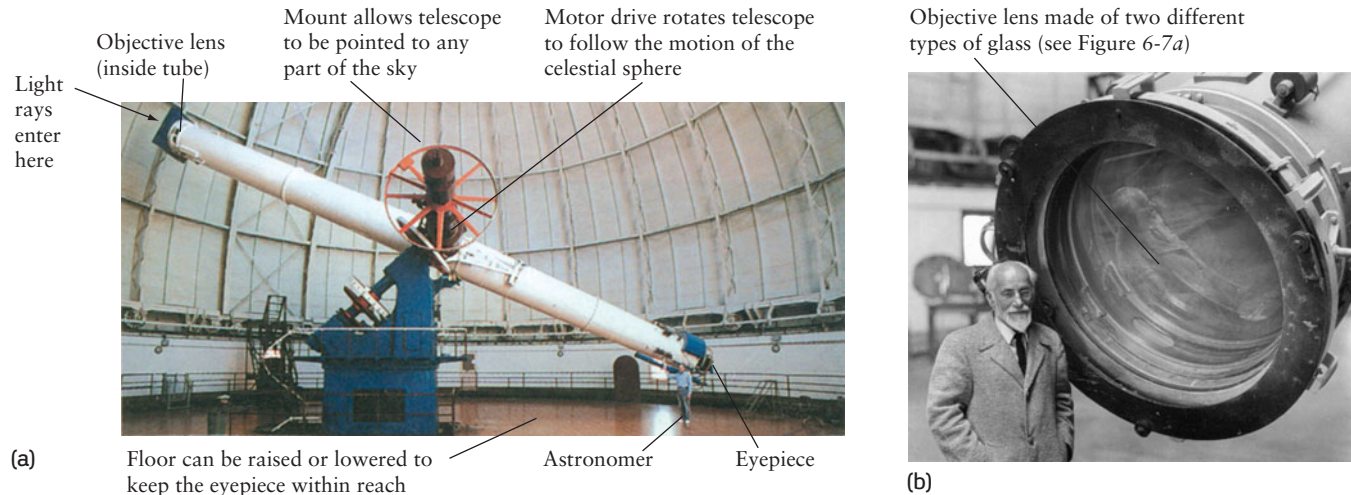 Objective lens
(inside tube)
Light
rays
enter
here
Mount allows telescope
to be pointed to any
part of the sky
Motor drive rotates telescope
to follow the motion of the
celestial sphere
(a)
Floor can be raised or lowered to
keep the eyepiece within reach
Astronomer
Eyepiece
Objective lens made of two different
types of glass (see Figure 6-7a)
(b)